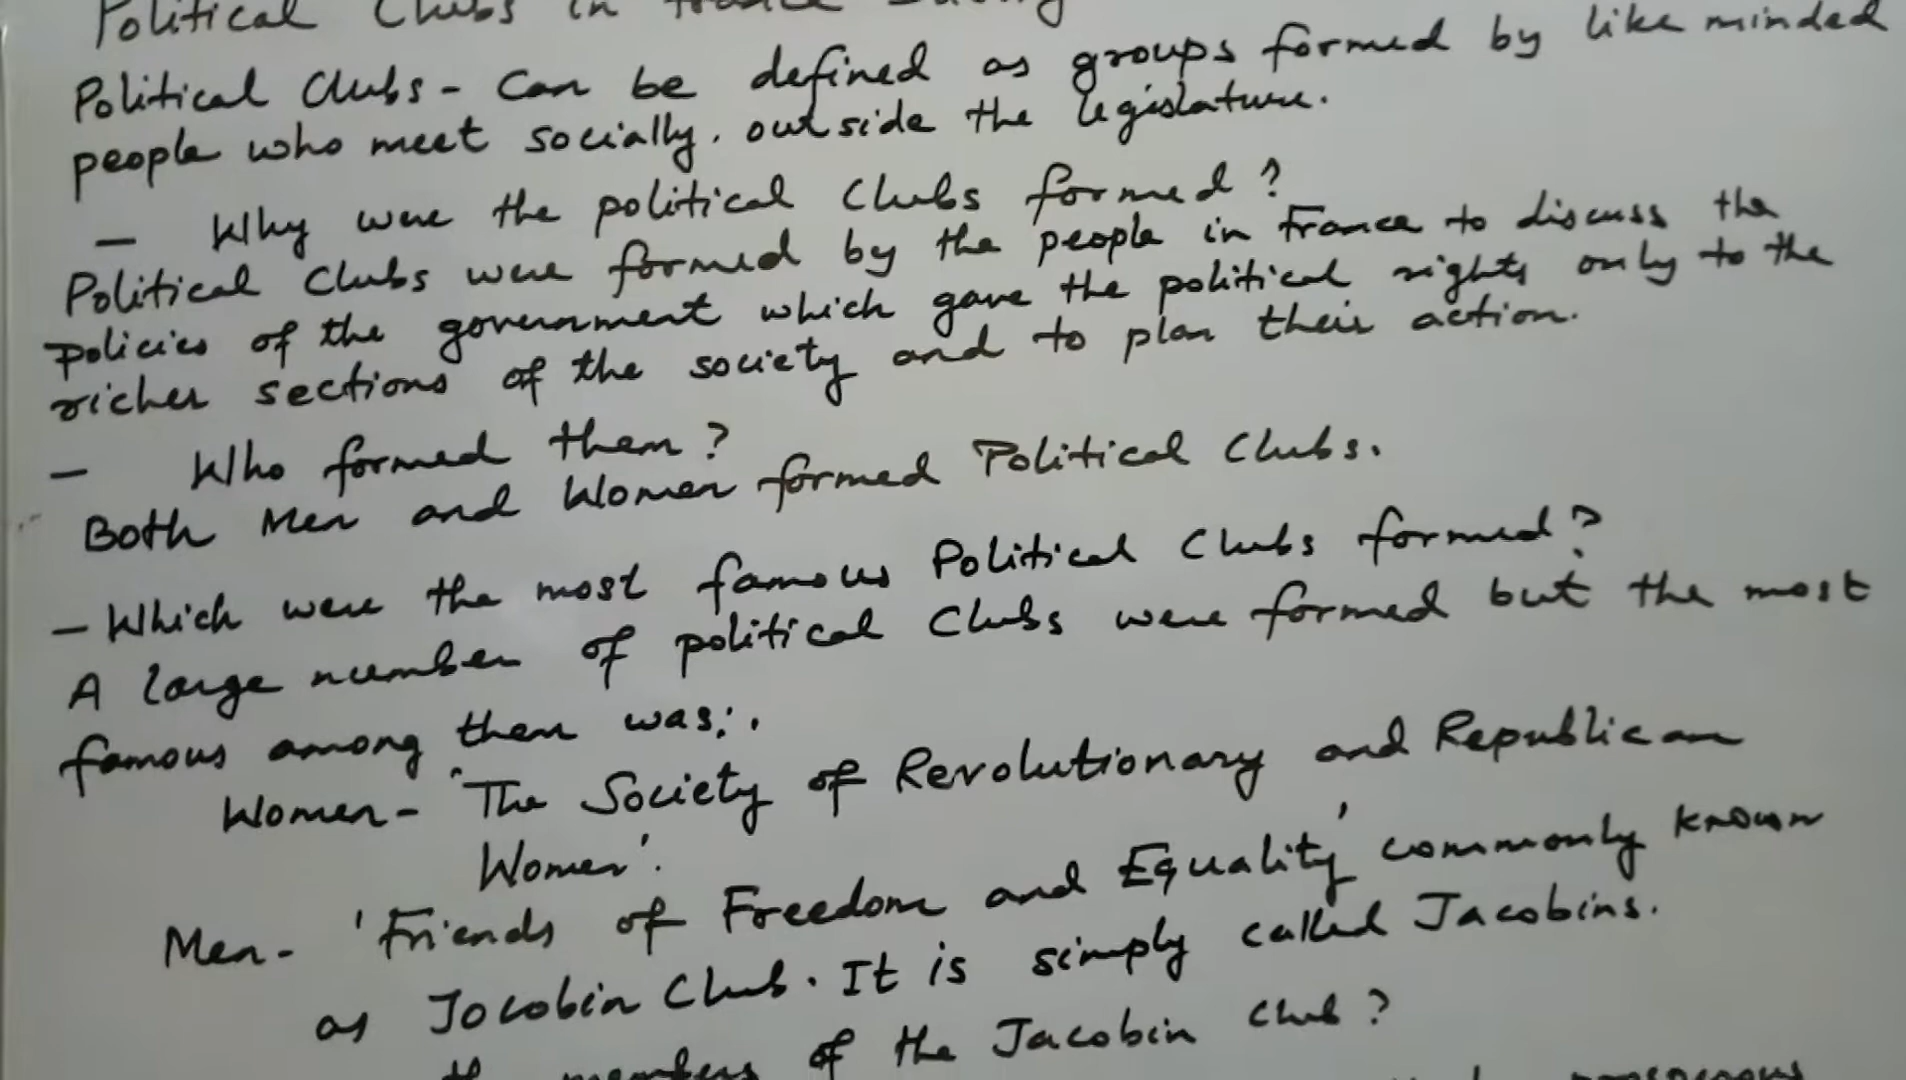 Political Clubs in France During
Political Clubs - Can be defined as groups formed by like minded
people who meet socially. outside the legislature.
— Why were the political Clubs formed?
Political Clubs were formed by the people in France to discuss the
policies of the government which gave the political rights only to the
richer sections of the society and to plan their action.
— Who formed them?
Both Men and Women formed Political Clubs.
— Which were the most famous Political Clubs formed?
A large number of political Clubs were formed but the most
famous among them was:.
Women - 'The Society of Revolutionary and Republican
Women'.
Men - 'Friends of Freedom and Equality' commonly known
as Jocobin Club. It is simply called Jacobins.
the members of the Jacobin Club?
prosperous